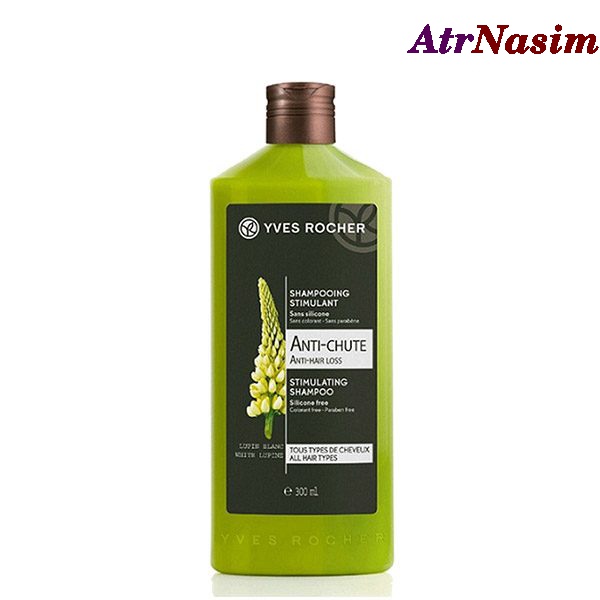 AtrNasim
YVES ROCHER
SHAMPOOING
STIMULANT
Sans silicone
Sans colorant - Sans parabène
ANTI-CHUTE
ANTI-HAIR LOSS
STIMULATING
SHAMPOO
Silicone free
Colorant free - Paraben free
LUPIN BLANC
WHITE LUPINE
TOUS TYPES DE CHEVEUX
ALL HAIR TYPES
℮ 300 ml
YVES ROCHER